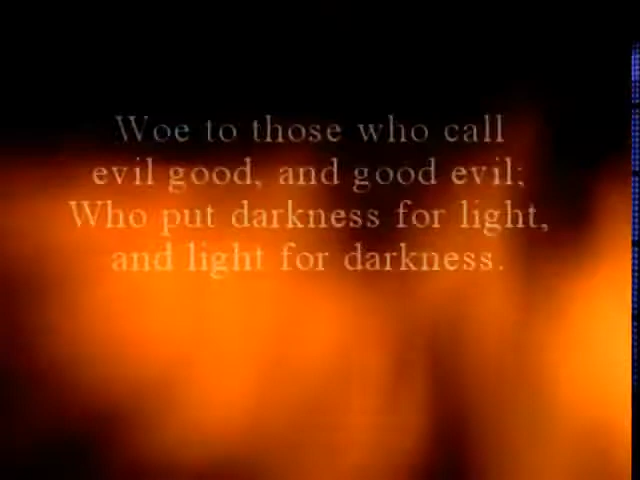 Woe to those who call
evil good, and good evil;
Who put darkness for light,
and light for darkness.